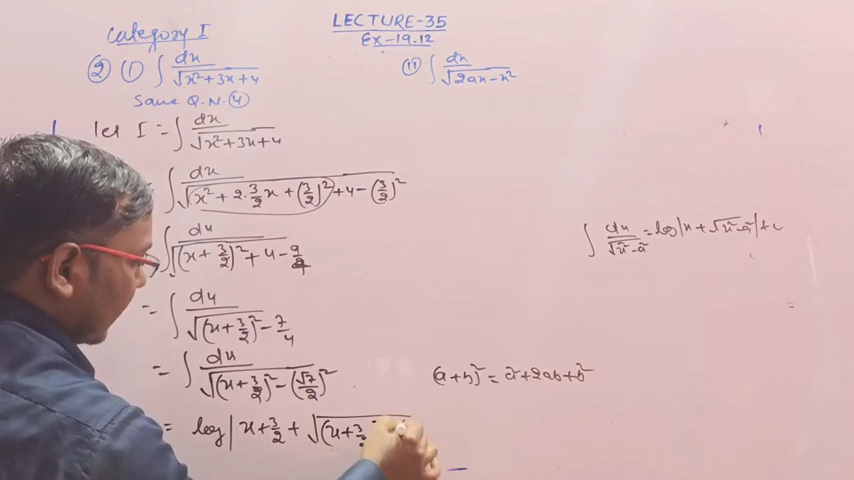 Category I
LECTURE-35
Ex-19.12
② ① ∫ dx/√(x²+3x+4)
⑪ ∫ dx/√(2ax-x²)
Same Q.N. ④
let I = ∫ dx/√(x²+3x+4)
∫ dx/√(x² + 2·3/2 x + (3/2)² + 4 - (3/2)²)
∫ dx/√((x+3/2)² + 4 - 9/4)
∫ dx/√(x²-a²) = log|x + √(x²-a²)| + c
= ∫ dx/√((x+3/2)² - 7/4)
= ∫ dx/√((x+3/2)² - (√7/2)²)
(a+b)² = a²+2ab+b²
= log|x+3/2 + √(x+3/2